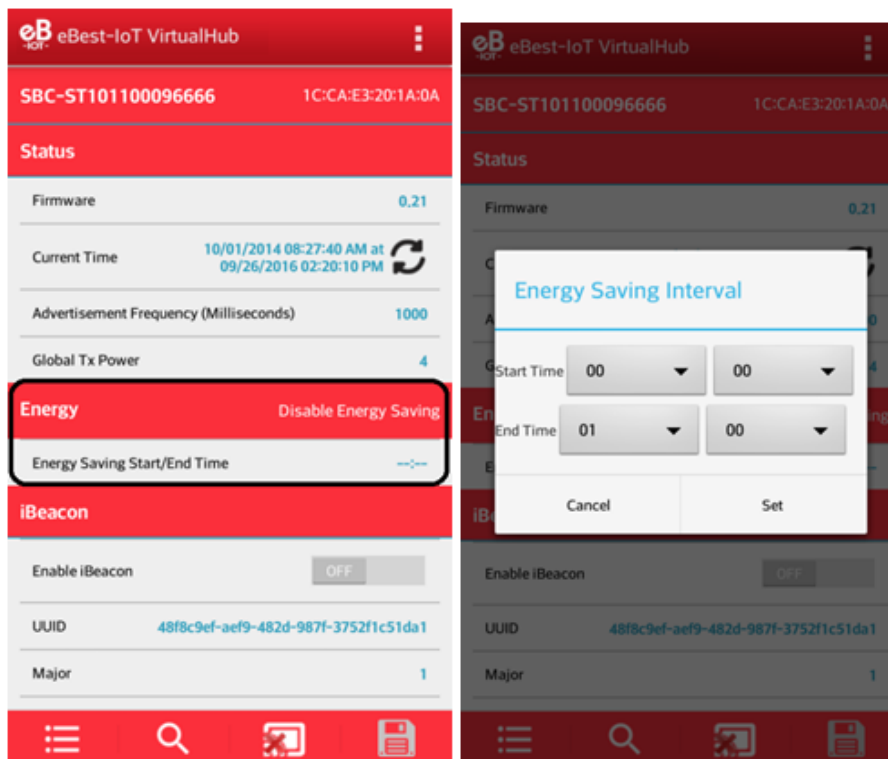 eB
-IOT-
eBest-IoT VirtualHub
SBC-ST101100096666 1C:CA:E3:20:1A:0A
Status
Firmware 0.21
Current Time 10/01/2014 08:27:40 AM at
09/26/2016 02:20:10 PM
Advertisement Frequency (Milliseconds) 1000
Global Tx Power 4
Energy Disable Energy Saving
Energy Saving Start/End Time --:--
iBeacon
Enable iBeacon OFF
UUID 48f8c9ef-aef9-482d-987f-3752f1c51da1
Major 1
eB
-IOT-
eBest-IoT VirtualHub
SBC-ST101100096666 1C:CA:E3:20:1A:0A
Status
Firmware 0.21
Energy Saving Interval
Start Time 00 00
End Time 01 00
Cancel Set
Enable iBeacon OFF
UUID 48f8c9ef-aef9-482d-987f-3752f1c51da1
Major 1